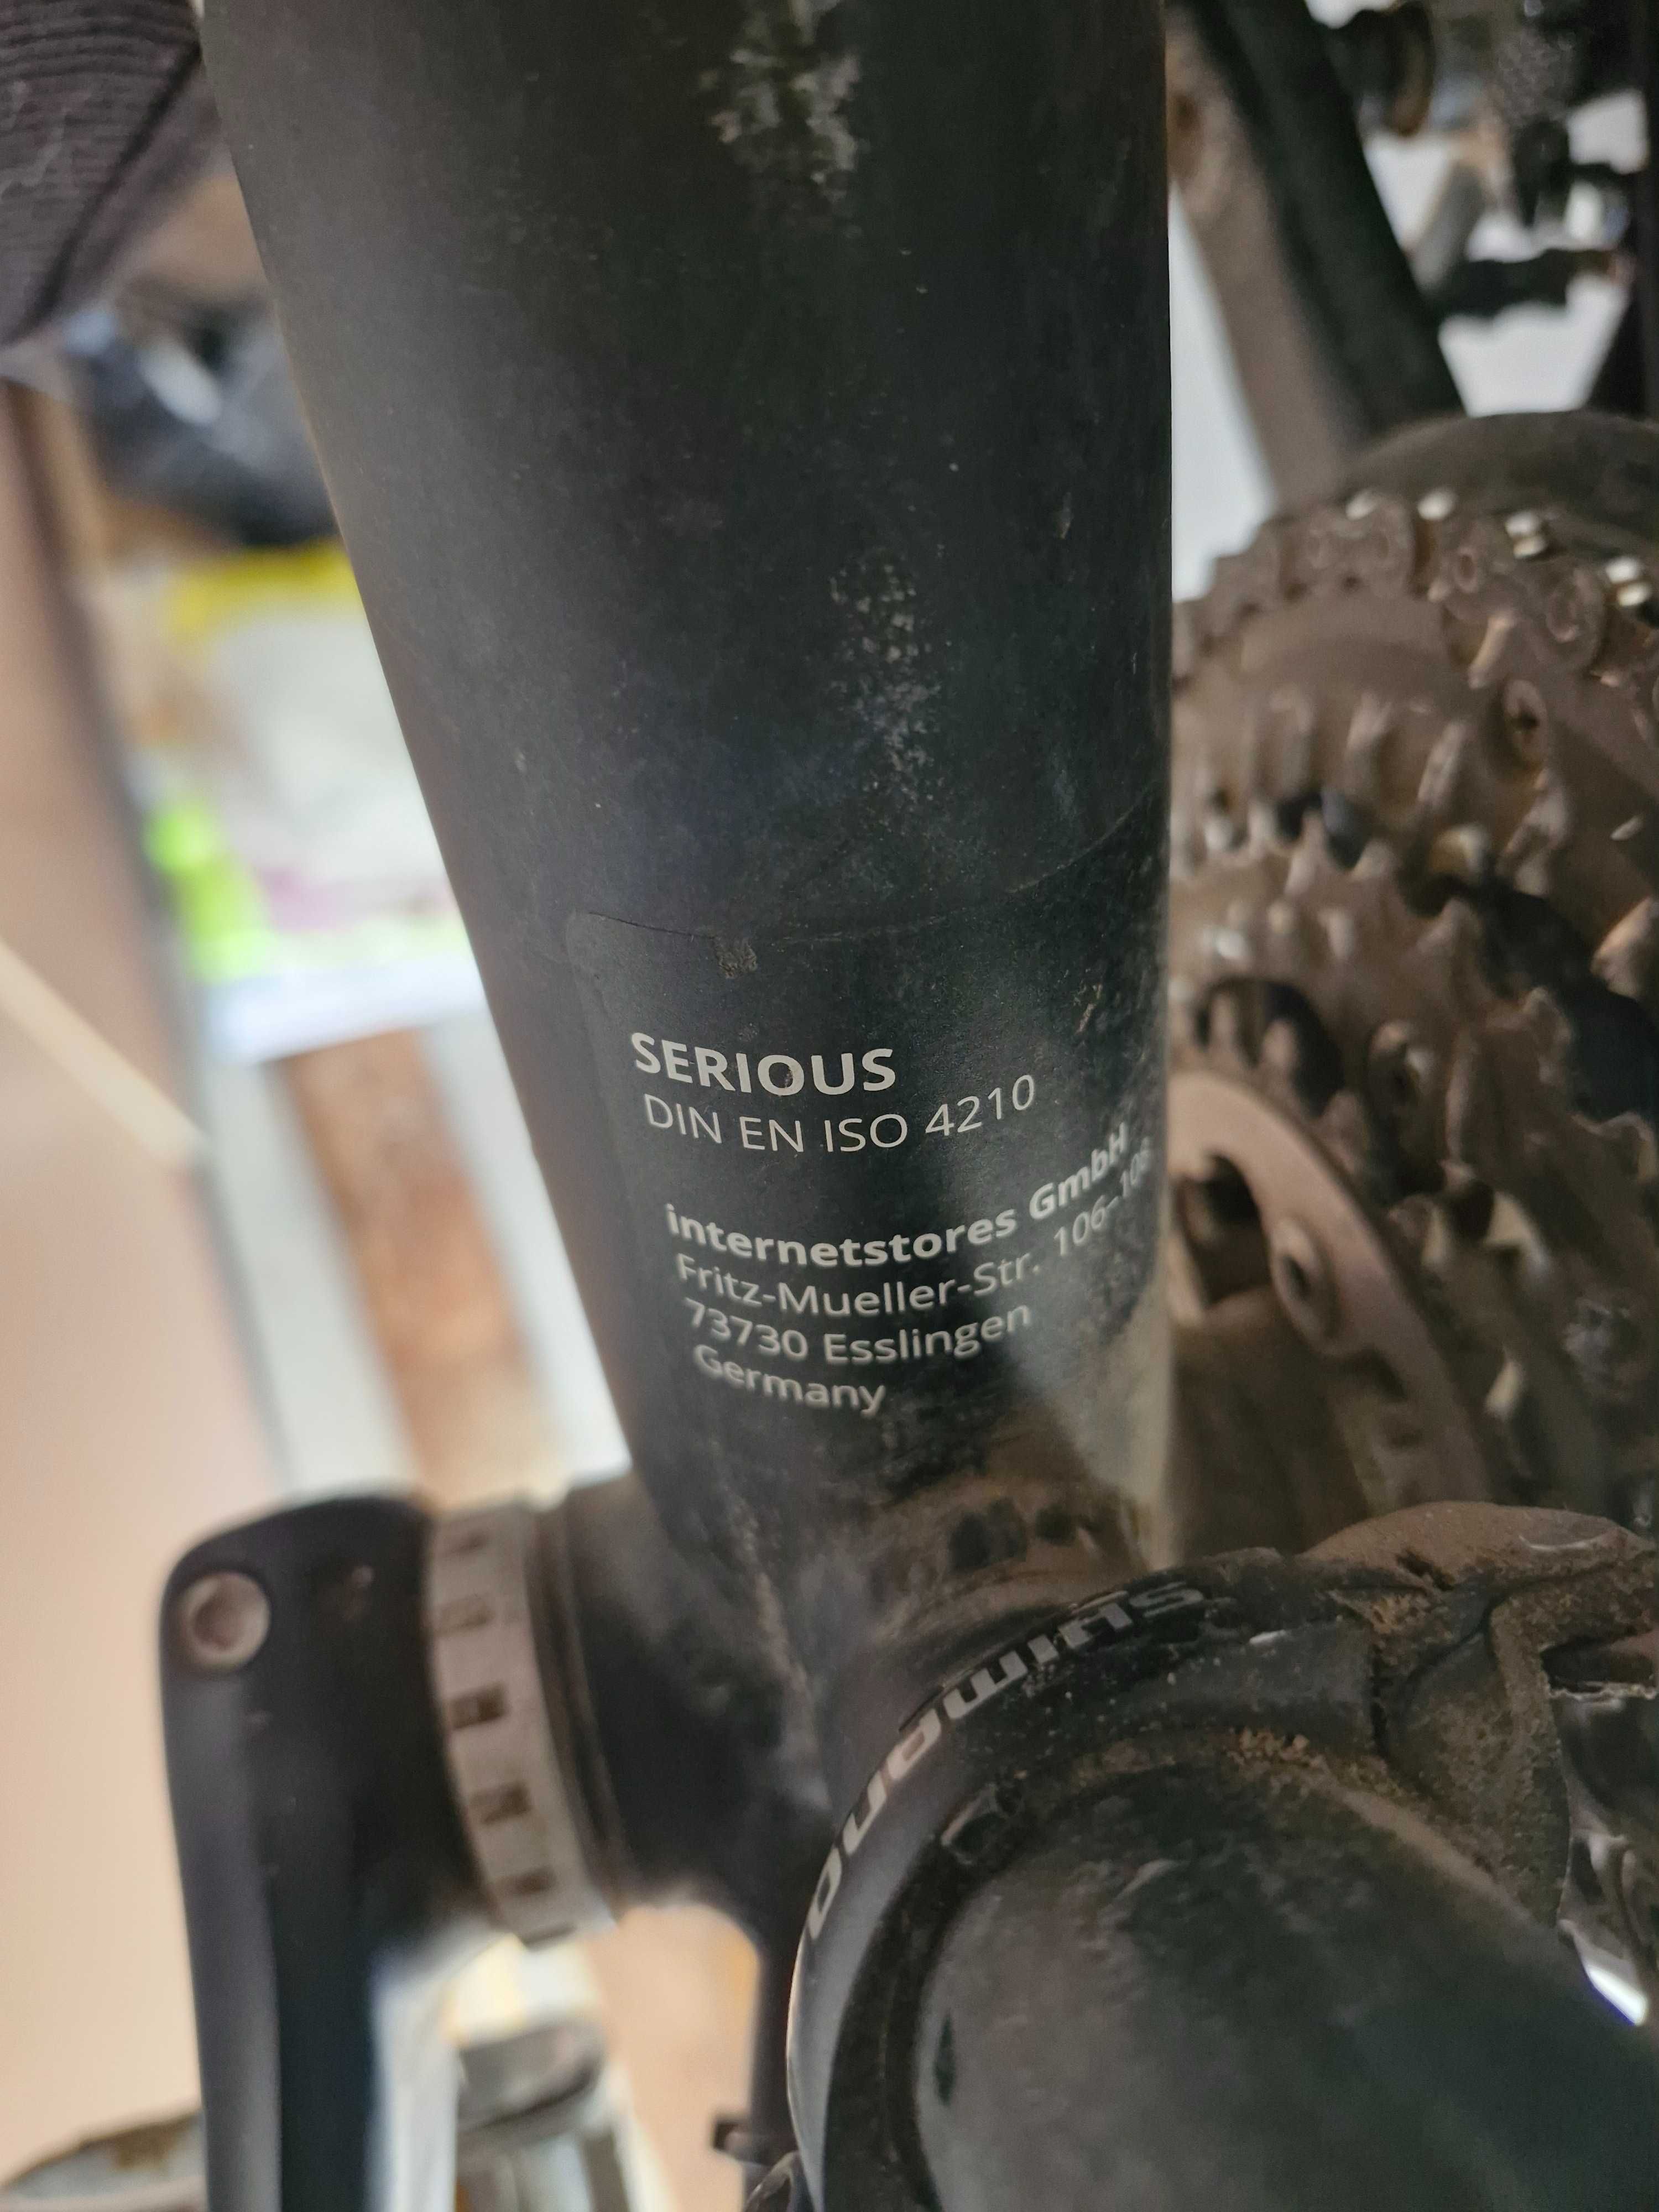 SERIOUS
DIN EN ISO 4210
internetstores GmbH
Fritz-Mueller-Str. 106-108
73730 Esslingen
Germany
SHIMANO